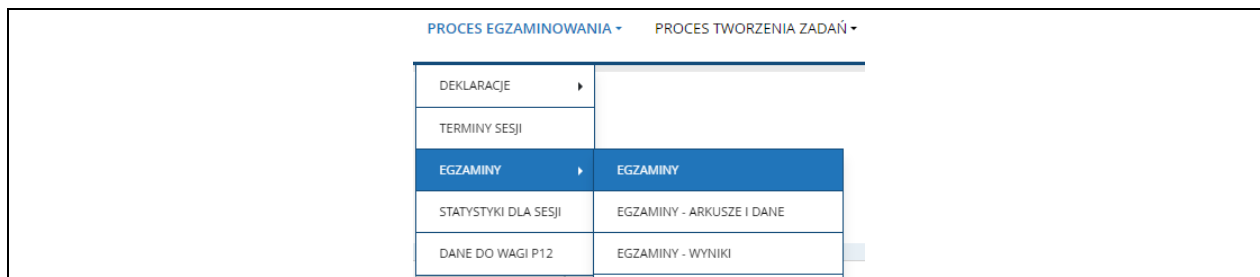 PROCES EGZAMINOWANIA PROCES TWORZENIA ZADAŃ
DEKLARACJE
TERMINY SESJI
EGZAMINY EGZAMINY
STATYSTYKI DLA SESJI EGZAMINY - ARKUSZE I DANE
DANE DO WAGI P12 EGZAMINY - WYNIKI